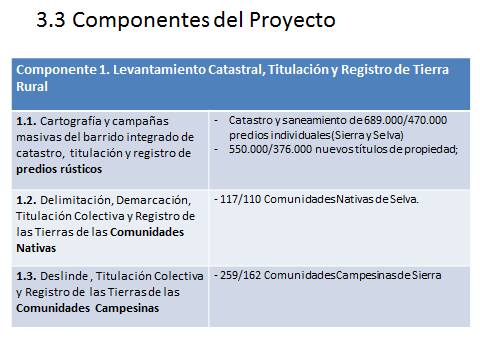 3.3 Componentes del Proyecto
Componente 1. Levantamiento Catastral, Titulación y Registro de Tierra
Rural
1.1. Cartografía y campañas
masivas del barrido integrado de
catastro, titulación y registro de
predios rústicos
- Catastro y saneamiento de 689.000/470.000
predios individuales (Sierra y Selva)
- 550.000/376.000 nuevos títulos de propiedad;
1.2. Delimitación, Demarcación,
Titulación Colectiva y Registro de
las Tierras de las Comunidades
Nativas
- 117/110 Comunidades Nativas de Selva.
1.3. Deslinde , Titulación Colectiva
y Registro de las Tierras de las
Comunidades Campesinas
- 259/162 Comunidades Campesinas de Sierra